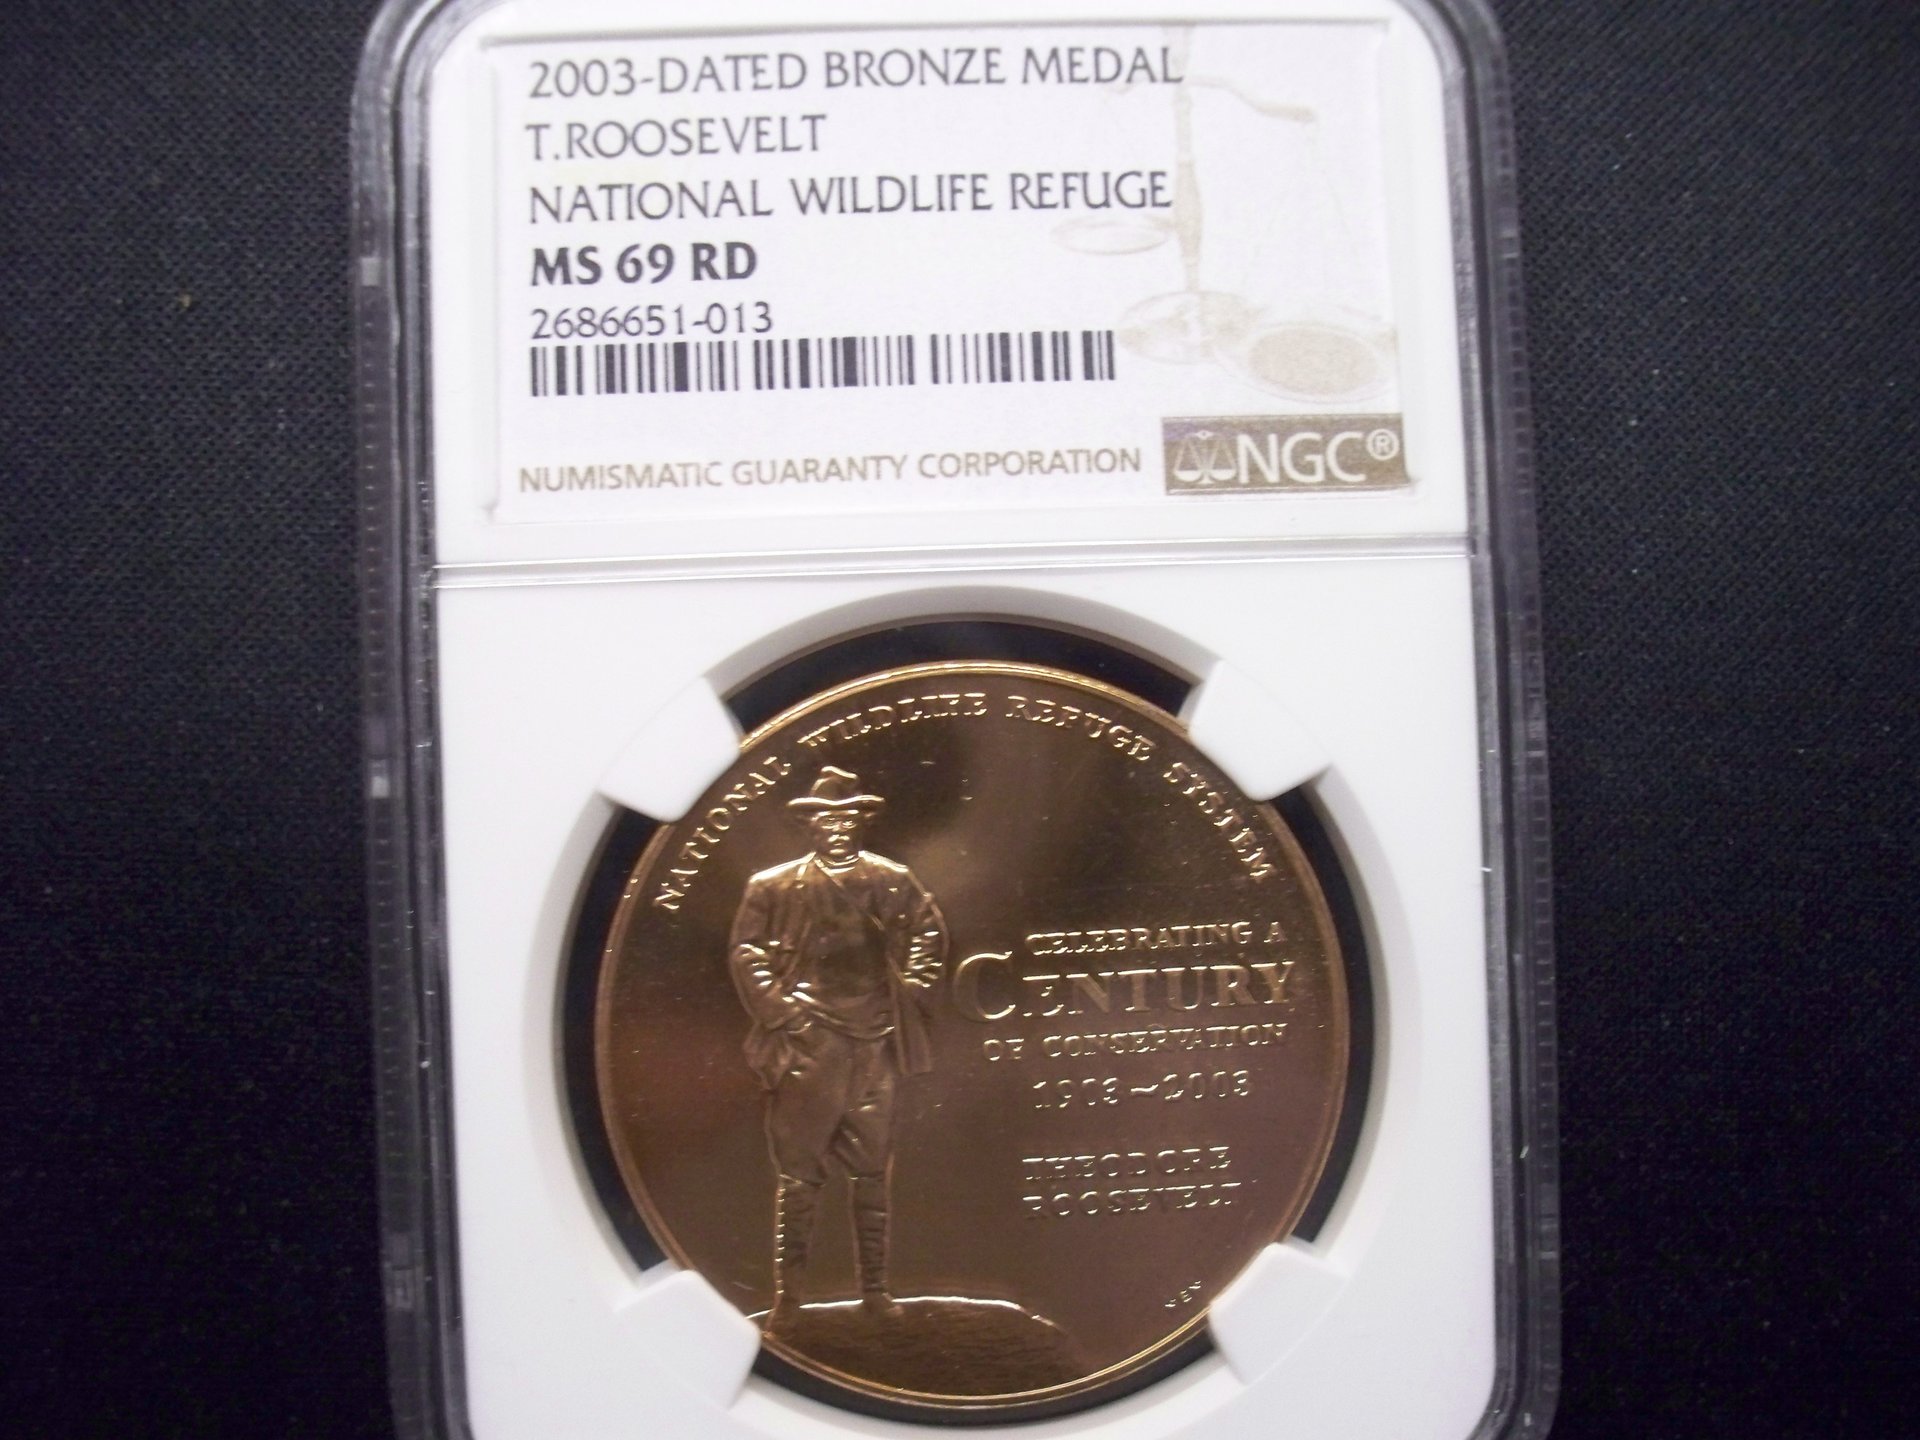 2003-DATED BRONZE MEDAL
T.ROOSEVELT
NATIONAL WILDLIFE REFUGE
MS 69 RD
2686651-013
NUMISMATIC GUARANTY CORPORATION
NGC®
NATIONAL WILDLIFE REFUGE SYSTEM
CELEBRATING A
CENTURY
OF CONSERVATION
1903~2003
THEODORE
ROOSEVELT